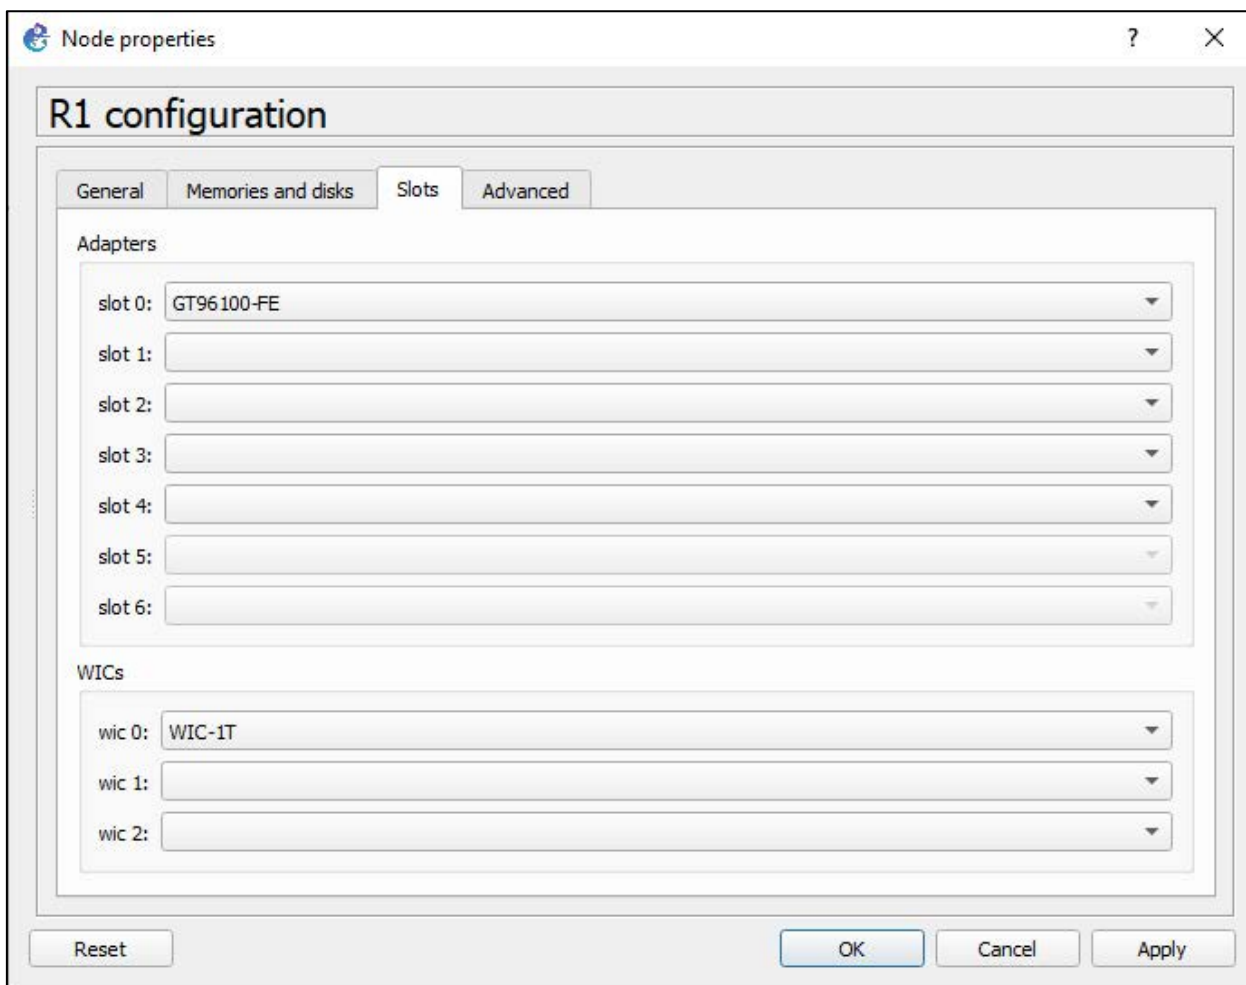 Node properties ?
R1 configuration
General Memories and disks Slots Advanced
Adapters
slot 0: GT96100-FE
slot 1:
slot 2:
slot 3:
slot 4:
slot 5:
slot 6:
WICs
wic 0: WIC-1T
wic 1:
wic 2:
Reset OK Cancel Apply